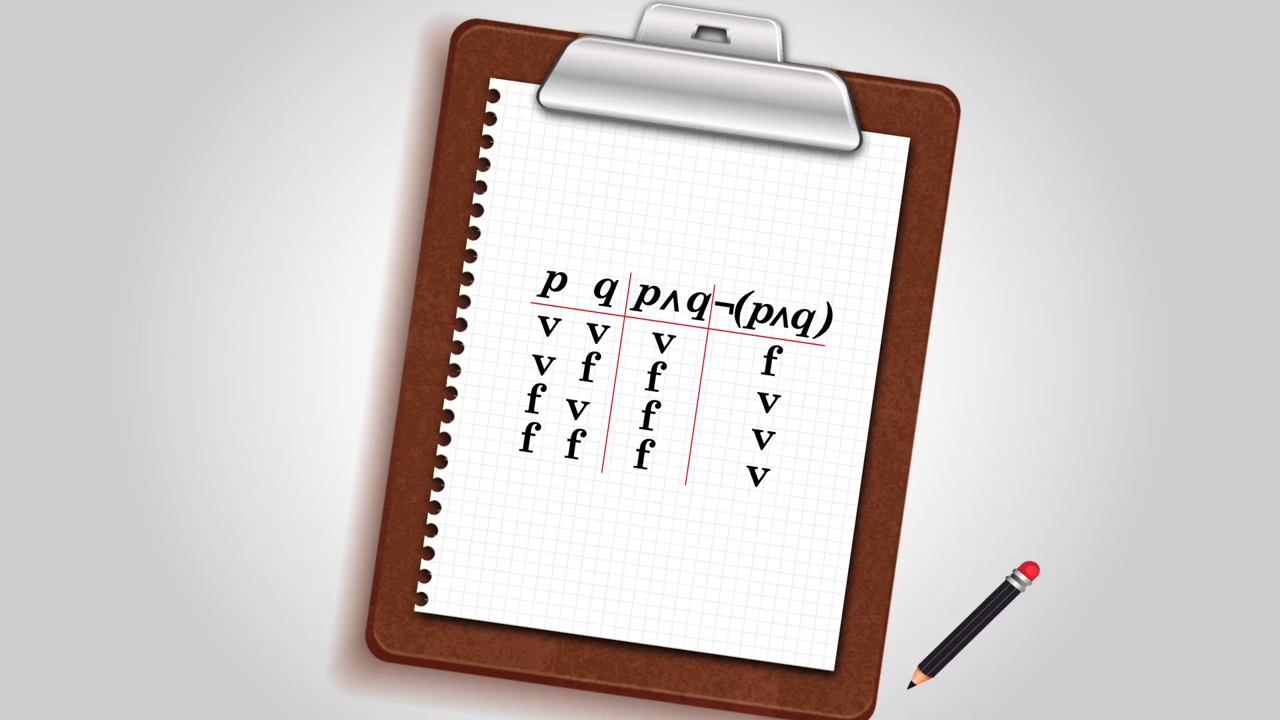 p q p∧q ¬(p∧q)
v v v f
v f f v
f v f v
f f f v